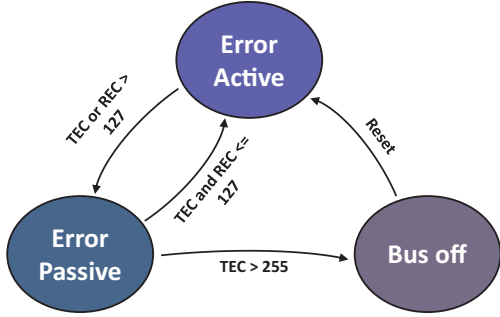 Error
Active
TEC or REC >
127
TEC and REC <=
127
Reset
Error
Passive
TEC > 255
Bus off